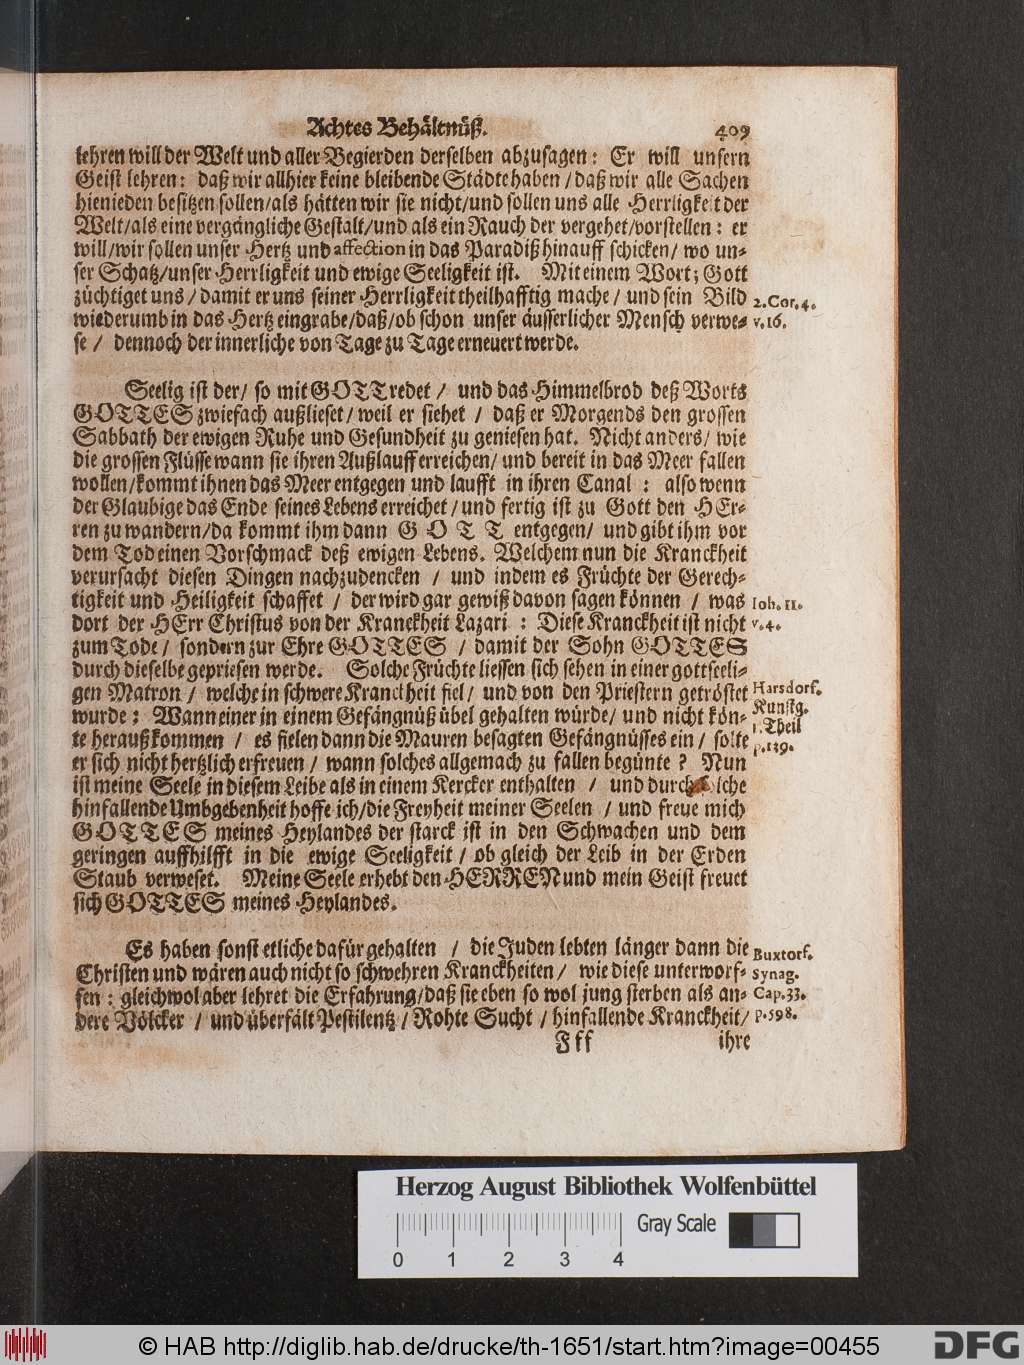 Achtes Behältnüß. 409
lehren will der Welt und aller Begierden derselben abzusagen: Er will unsern
Geist lehren: daß wir allhier keine bleibende Städte haben / daß wir alle Sachen
hienieden besitzen sollen/als hätten wir sie nicht/und sollen uns alle Herrligkeit der
Welt/als eine vergängliche Gestalt/und als ein Rauch der vergehet/vorstellen: er
will/wir sollen unser Hertz und affection in das Paradiß hinauff schicken/ wo un-
ser Schatz/unser Herrligkeit und ewige Seeligkeit ist. Mit einem Wort; Gott
züchtiget uns / damit er uns seiner Herrligkeit theilhafftig mache / und sein Bild
wiederumb in das Hertz eingrabe/daß/ob schon unser äusserlicher Mensch verwe-
se / dennoch der innerliche von Tage zu Tage erneuert werde.
2. Cor. 4.
v. 16.
Seelig ist der/ so mit GOTT redet / und das Himmelbrod deß Worts
GOTTES zwiefach außlieset / weil er siehet / daß er Morgends den grossen
Sabbath der ewigen Ruhe und Gesundheit zu geniesen hat. Nicht anders/ wie
die grossen Flüsse wann sie ihren Außlauff erreichen/ und bereit in das Meer fallen
wollen/kommt ihnen das Meer entgegen und laufft in ihren Canal : also wenn
der Glaubige das Ende seines Lebens erreichet / und fertig ist zu Gott den HEr-
ren zu wandern/da kommt ihm dann GOTT entgegen/ und gibt ihm vor
dem Tod einen Vorschmack deß ewigen Lebens. Welchem nun die Kranckheit
verursacht diesen Dingen nachzudencken / und indem es Früchte der Gerech-
tigkeit und Heiligkeit schaffet / der wird gar gewiß davon sagen können / was
dort der HErr Christus von der Kranckheit Lazari : Diese Kranckheit ist nicht
zum Tode / sondern zur Ehre GOTTES / damit der Sohn GOTTES
durch dieselbe gepriesen werde. Solche Früchte liessen sich sehen in einer gottseeli-
gen Matron / welche in schwere Kranckheit fiel / und von den Priestern getröstet
wurde : Wann einer in einem Gefängnüß übel gehalten würde/ und nicht kön-
te herauß kommen / es fielen dann die Mauren besagten Gefängnüsses ein / solte
er sich nicht hertzlich erfreuen / wann solches allgemach zu fallen begünte ? Nun
ist meine Seele in diesem Leibe als in einem Kercker enthalten / und durch
hinfallende Umbgebenheit hoffe ich/die Freyheit meiner Seelen / und freue mich
GOTTES meines Heylandes der starck ist in den Schwachen und dem
geringen auffhilfft in die ewige Seeligkeit / ob gleich der Leib in der Erden
Staub verweset. Meine Seele erhebt den HERREN und mein Geist freuet
sich GOTTES meines Heylandes.
Ioh. 11.
v. 4.
Harsdorf.
Kunstg.
1. Theil
p. 139.
Es haben sonst etliche dafür gehalten / die Juden lebten länger dann die
Christen und wären auch nicht so schwehren Kranckheiten / wie diese unterworf-
fen : gleichwol aber lehret die Erfahrung/daß sie eben so wol jung sterben als an-
dere Völcker / und überfält Pestilentz / Rohte Sucht / hinfallende Kranckheit/
Buxtorf.
Synag.
Cap. 33.
p. 598.
Fff ihre
Herzog August Bibliothek Wolfenbüttel
Gray Scale
0 1 2 3 4
© HAB http://diglib.hab.de/drucke/th-1651/start.htm?image=00455
DFG